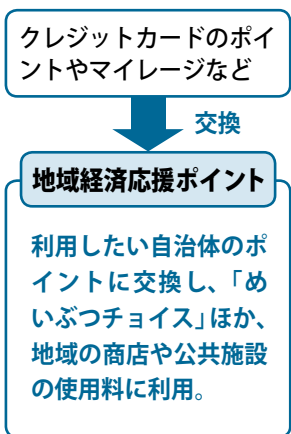 クレジットカードのポイ
ントやマイレージなど
交換
地域経済応援ポイント
利用したい自治体のポ
イントに交換し、「め
いぶつチョイス」ほか、
地域の商店や公共施設
の使用料に利用。